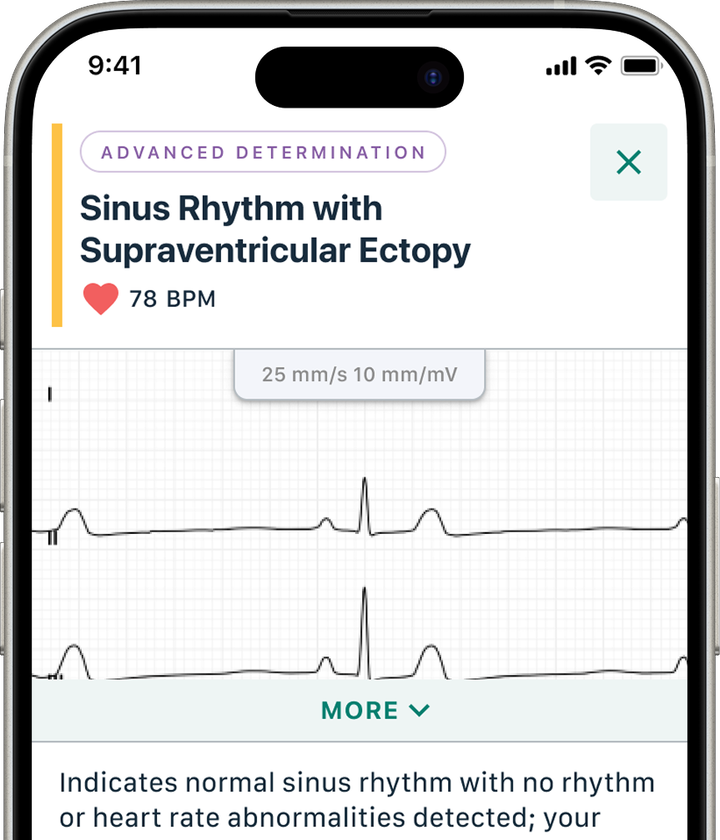 9:41
ADVANCED DETERMINATION
Sinus Rhythm with
Supraventricular Ectopy
78 BPM
25 mm/s 10 mm/mV
I
II
MORE
Indicates normal sinus rhythm with no rhythm
or heart rate abnormalities detected; your